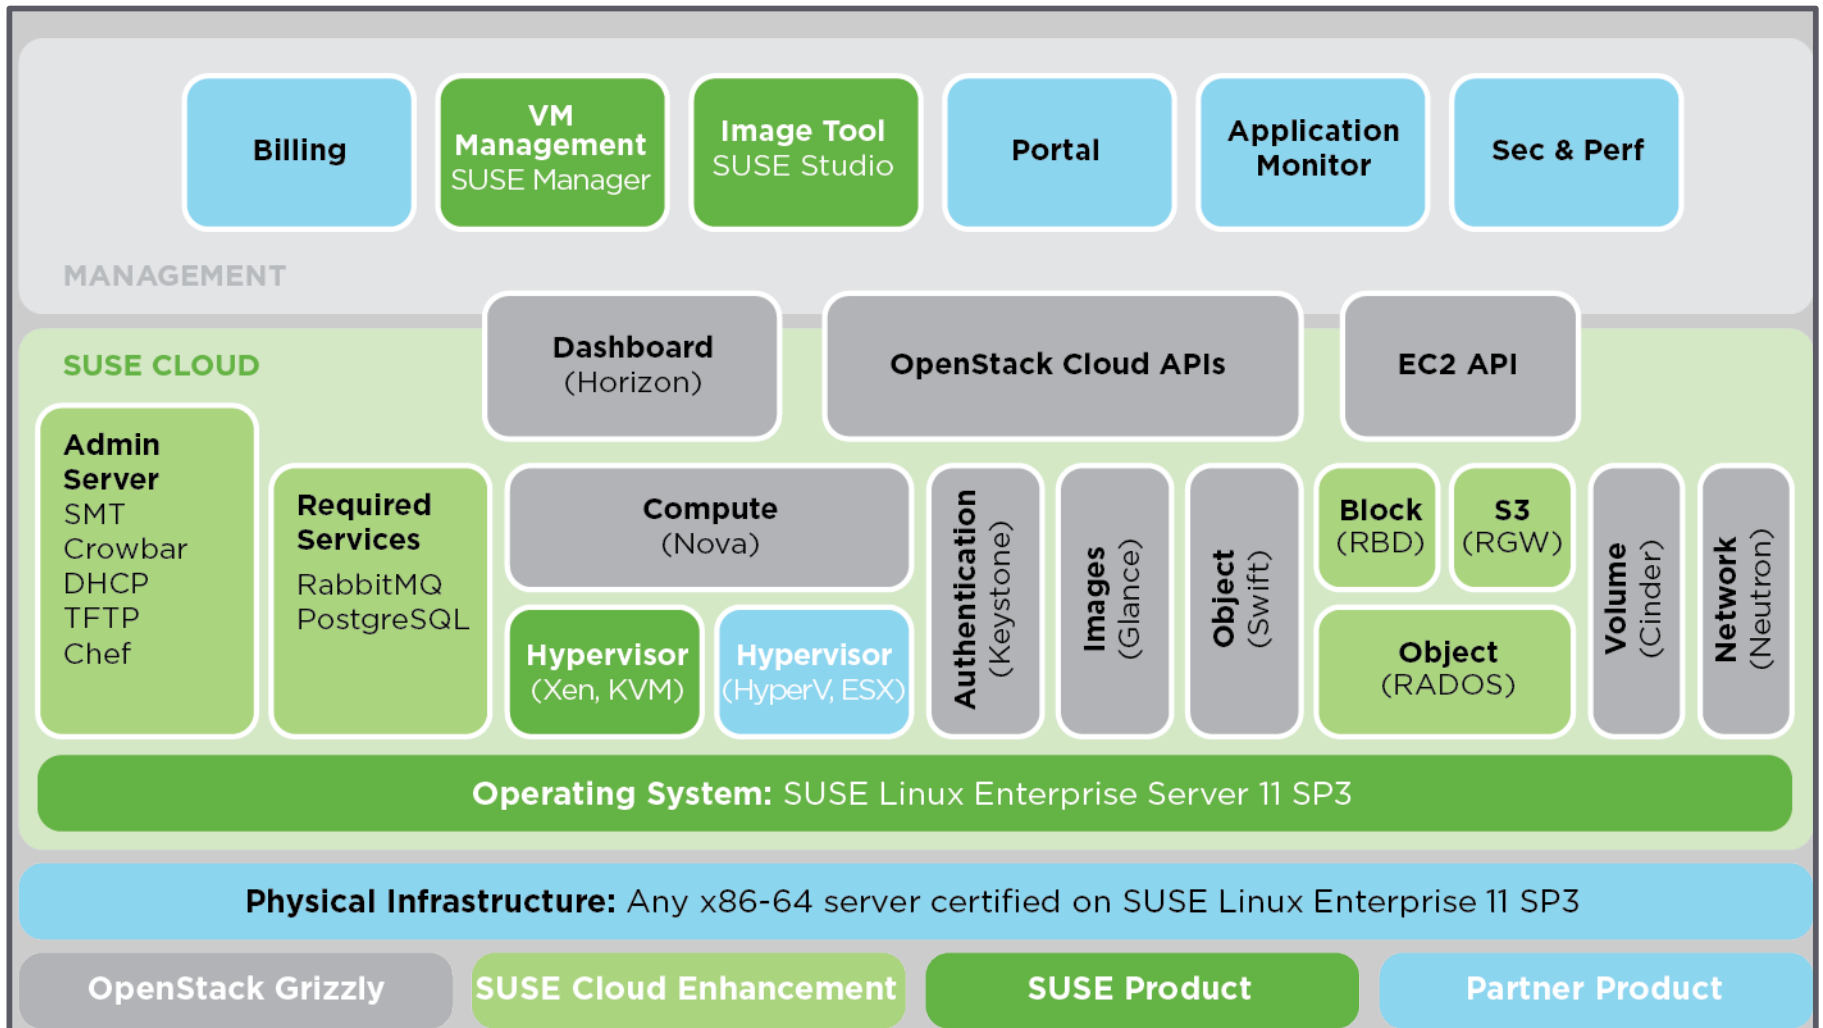 Billing
VM
Management
SUSE Manager
Image Tool
SUSE Studio
Portal
Application
Monitor
Sec & Perf
MANAGEMENT
SUSE CLOUD
Dashboard
(Horizon)
OpenStack Cloud APIs
EC2 API
Admin
Server
SMT
Crowbar
DHCP
TFTP
Chef
Required
Services
RabbitMQ
PostgreSQL
Compute
(Nova)
Hypervisor
(Xen, KVM)
Hypervisor
(HyperV, ESX)
Authentication
(Keystone)
Images
(Glance)
Object
(Swift)
Block
(RBD)
S3
(RGW)
Object
(RADOS)
Volume
(Cinder)
Network
(Neutron)
Operating System: SUSE Linux Enterprise Server 11 SP3
Physical Infrastructure: Any x86-64 server certified on SUSE Linux Enterprise 11 SP3
OpenStack Grizzly
SUSE Cloud Enhancement
SUSE Product
Partner Product